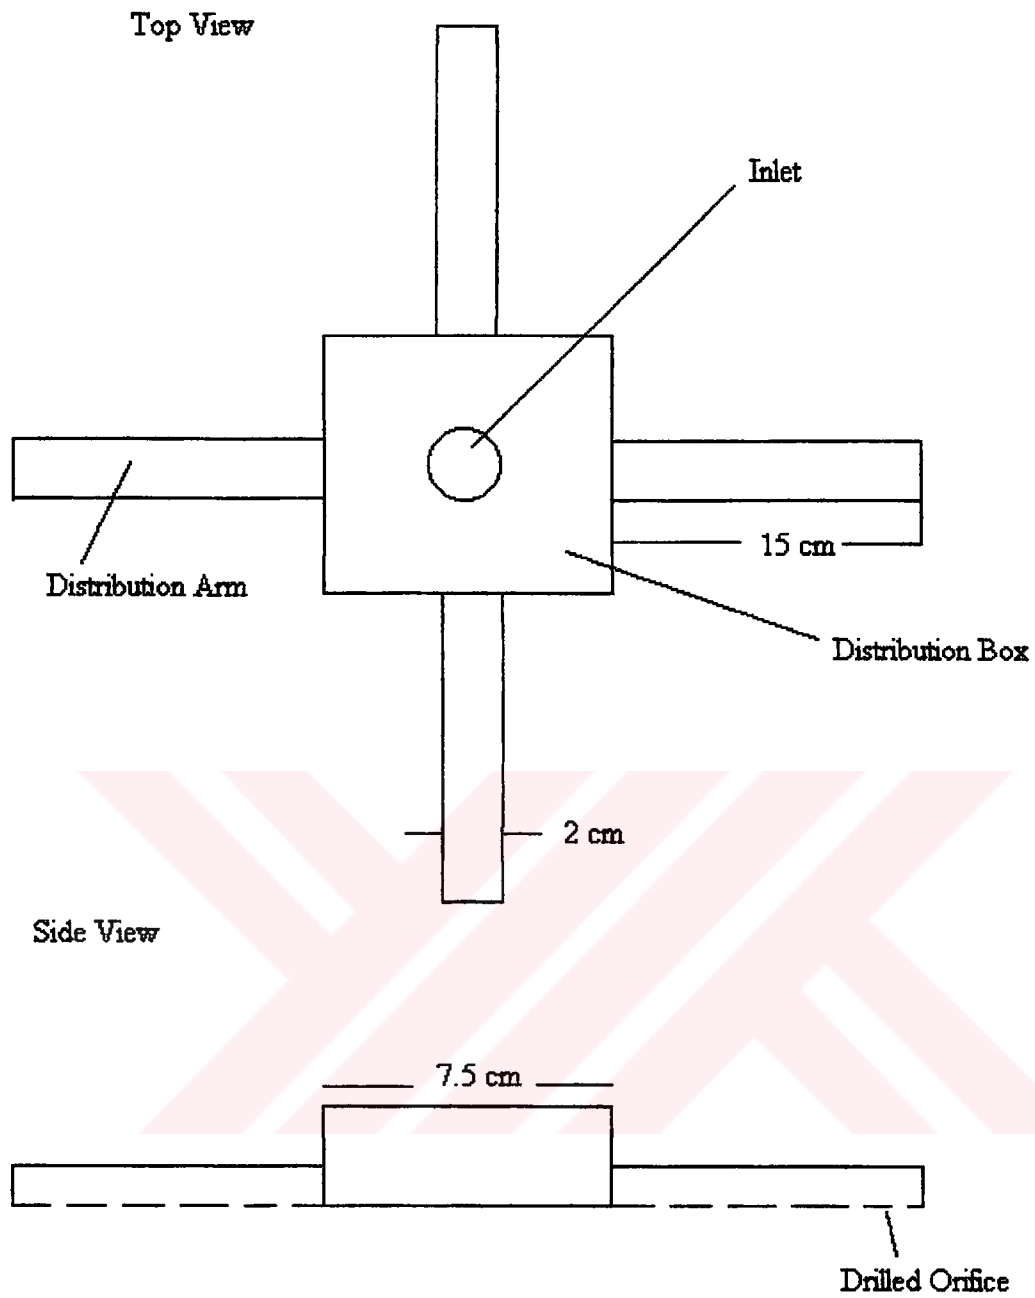 Top View
Inlet
15 cm
Distribution Arm
Distribution Box
2 cm
Side View
7.5 cm
Drilled Orifice